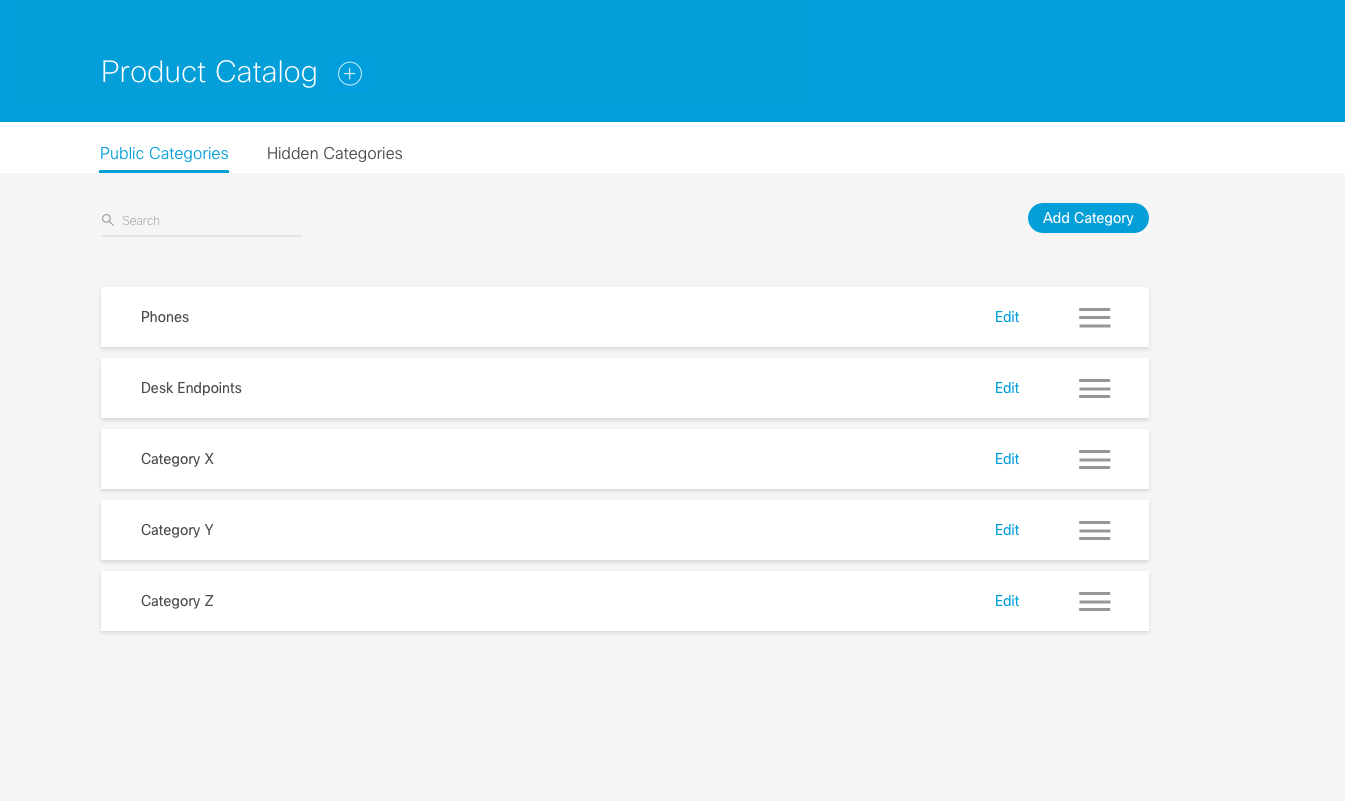 Product Catalog
Public Categories Hidden Categories
Search Add Category
Phones Edit
Desk Endpoints Edit
Category X Edit
Category Y Edit
Category Z Edit